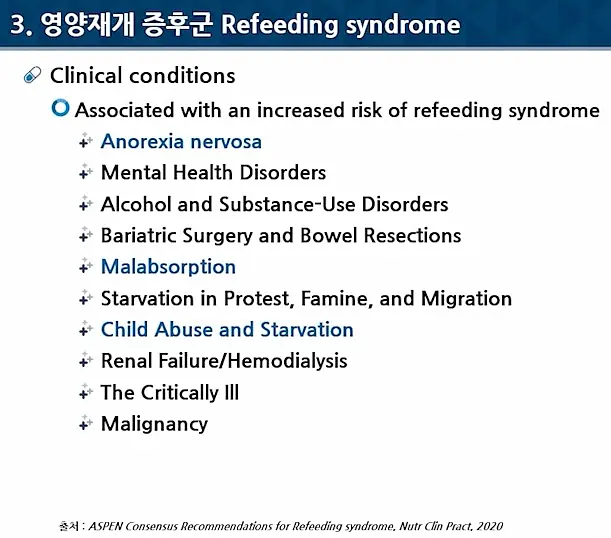 3. 영양재개 증후군 Refeeding syndrome
Clinical conditions
Associated with an increased risk of refeeding syndrome
Anorexia nervosa
Mental Health Disorders
Alcohol and Substance-Use Disorders
Bariatric Surgery and Bowel Resections
Malabsorption
Starvation in Protest, Famine, and Migration
Child Abuse and Starvation
Renal Failure/Hemodialysis
The Critically Ill
Malignancy
출처 : ASPEN Consensus Recommendations for Refeeding syndrome, Nutr Clin Pract, 2020